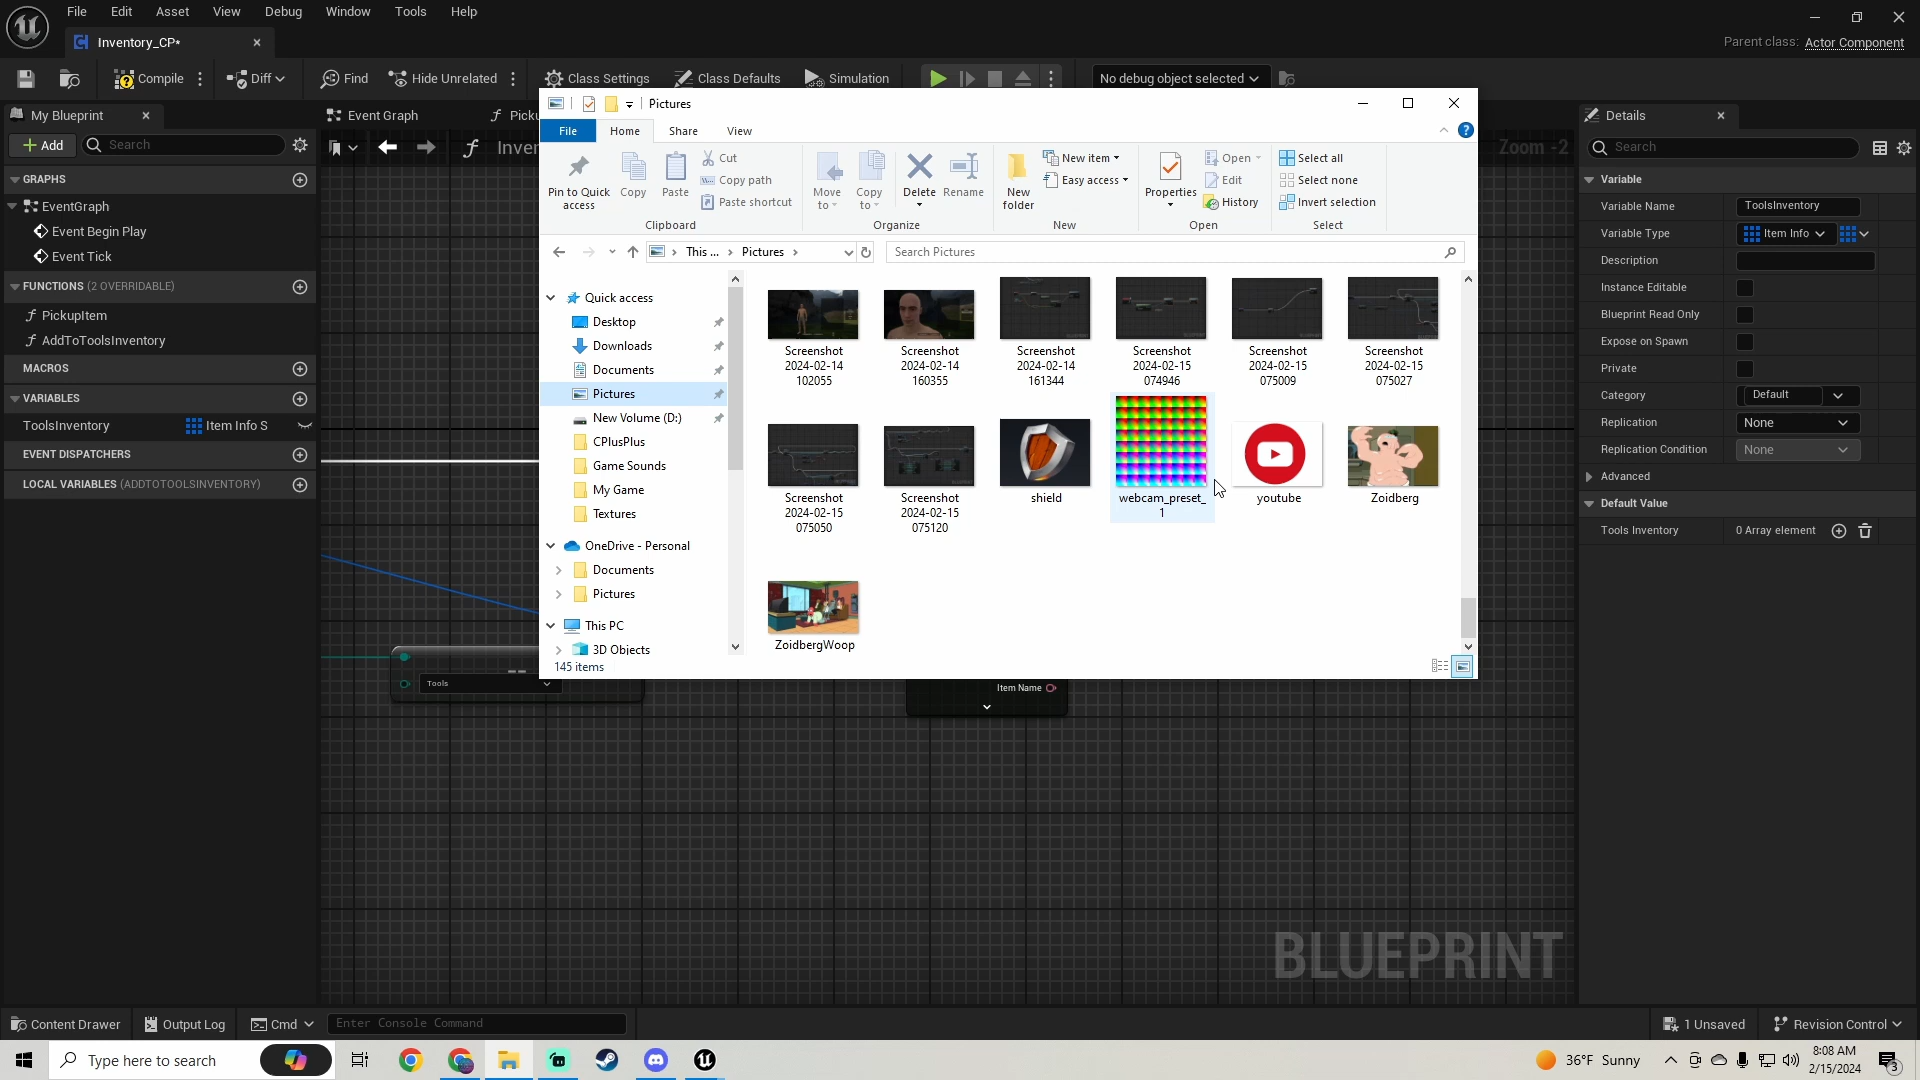 File Edit Asset View Debug Window Tools Help
Inventory_CP*
Parent class: Actor Component
Compile Diff Find Hide Unrelated Class Settings Class Defaults Simulation No debug object selected
My Blueprint
Event Graph
Pictures
Details
Add Search
File Home Share View
Search
Zoom -2
GRAPHS
EventGraph
Event Begin Play
Event Tick
FUNCTIONS (2 OVERRIDABLE)
PickupItem
AddToToolsInventory
MACROS
VARIABLES
ToolsInventory Item Info S
EVENT DISPATCHERS
LOCAL VARIABLES (ADDTOTOOLSINVENTORY)
Pin to Quick access
Copy
Paste
Cut
Copy path
Paste shortcut
Clipboard
Move to
Copy to
Delete
Rename
Organize
New folder
New item
Easy access
New
Properties
Open
Edit
History
Open
Select all
Select none
Invert selection
Select
This ... Pictures
Search Pictures
Quick access
Desktop
Downloads
Documents
Pictures
New Volume (D:)
CPlusPlus
Game Sounds
My Game
Textures
OneDrive - Personal
Documents
Pictures
This PC
3D Objects
145 items
Screenshot 2024-02-14 102055
Screenshot 2024-02-14 160355
Screenshot 2024-02-14 161344
Screenshot 2024-02-15 074946
Screenshot 2024-02-15 075009
Screenshot 2024-02-15 075027
Screenshot 2024-02-15 075050
Screenshot 2024-02-15 075120
shield
webcam_preset_1
youtube
Zoidberg
ZoidbergWoop
Variable
Variable Name ToolsInventory
Variable Type Item Info
Description
Instance Editable
Blueprint Read Only
Expose on Spawn
Private
Category Default
Replication None
Replication Condition None
Advanced
Default Value
Tools Inventory 0 Array element
Tools
Item Name
BLUEPRINT
Content Drawer Output Log Cmd Enter Console Command
1 Unsaved Revision Control
Type here to search
36°F Sunny
8:08 AM
2/15/2024
3